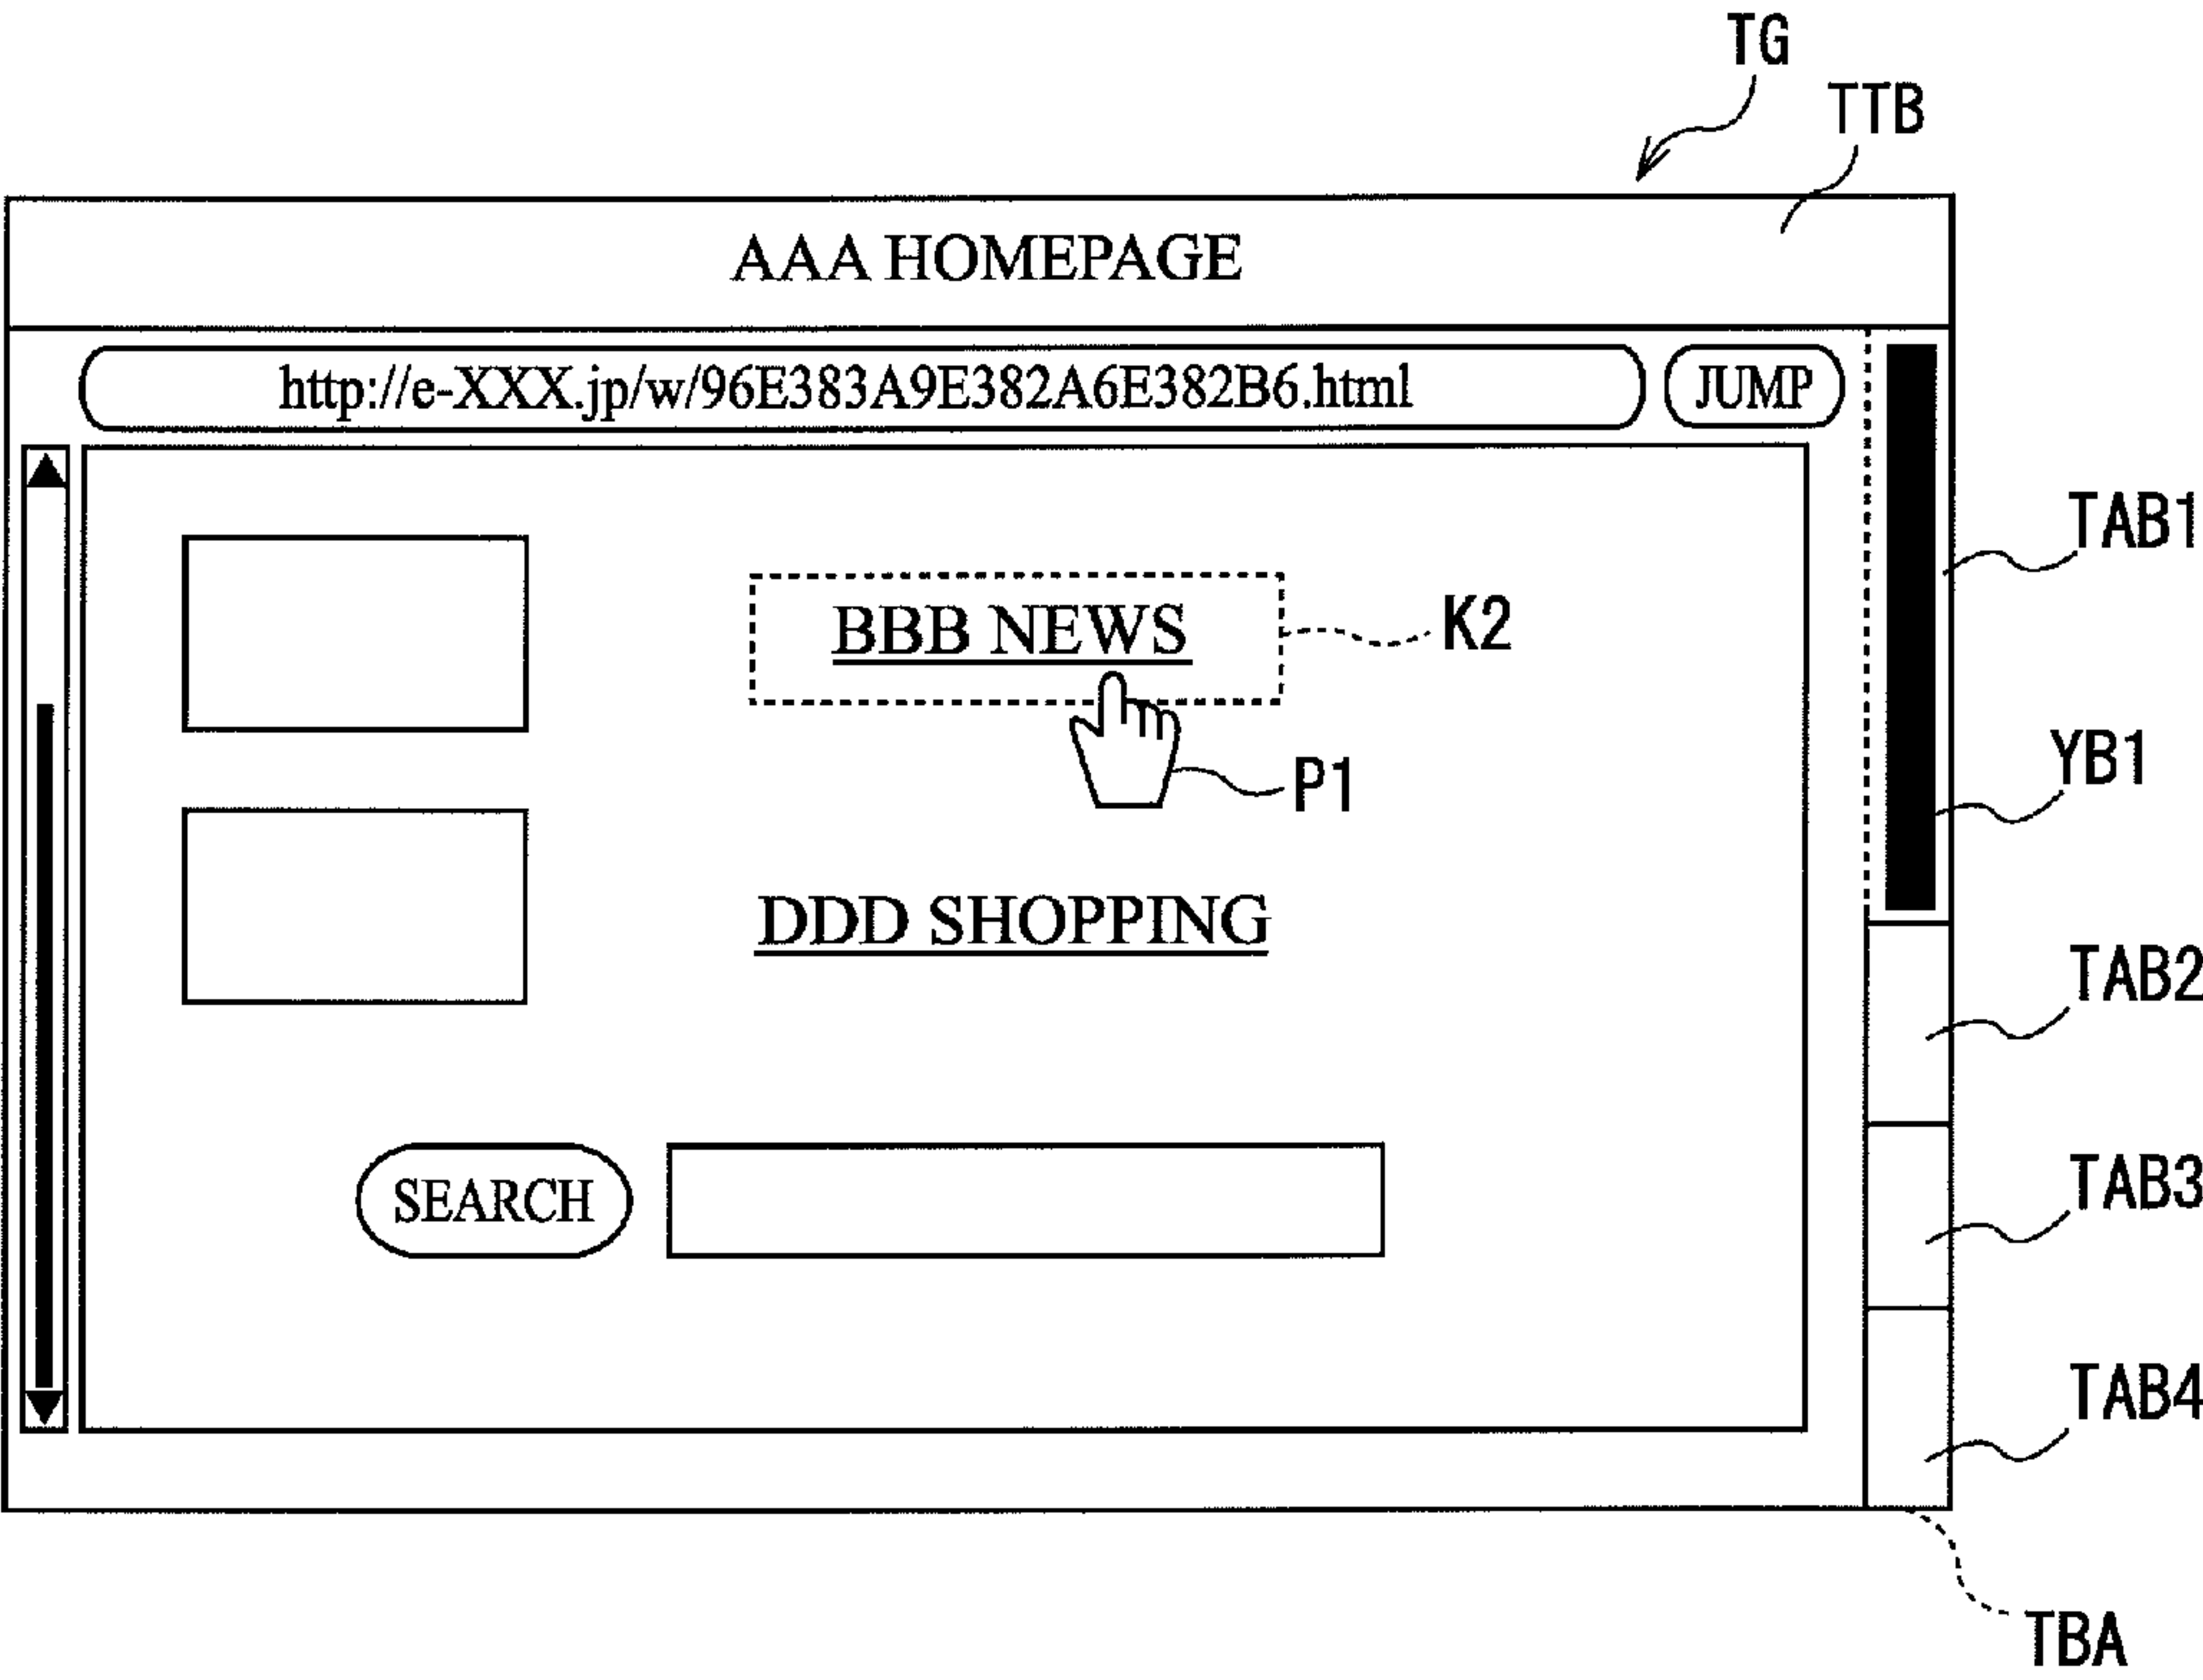 TG
TTB
AAA HOMEPAGE
http://e-XXX.jp/w/96E383A9E382A6E382B6.html
JUMP
TAB1
BBB NEWS
K2
YB1
P1
DDD SHOPPING
TAB2
SEARCH
TAB3
TAB4
TBA